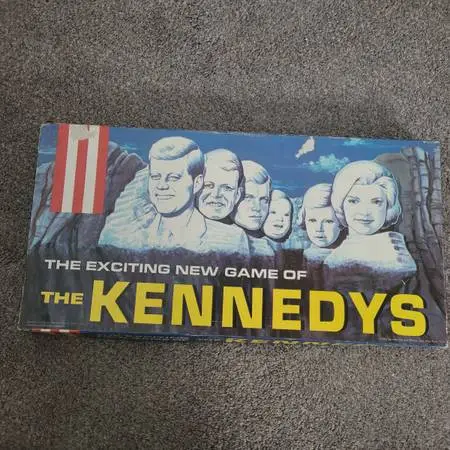 THE EXCITING NEW GAME OF
THE KENNEDYS